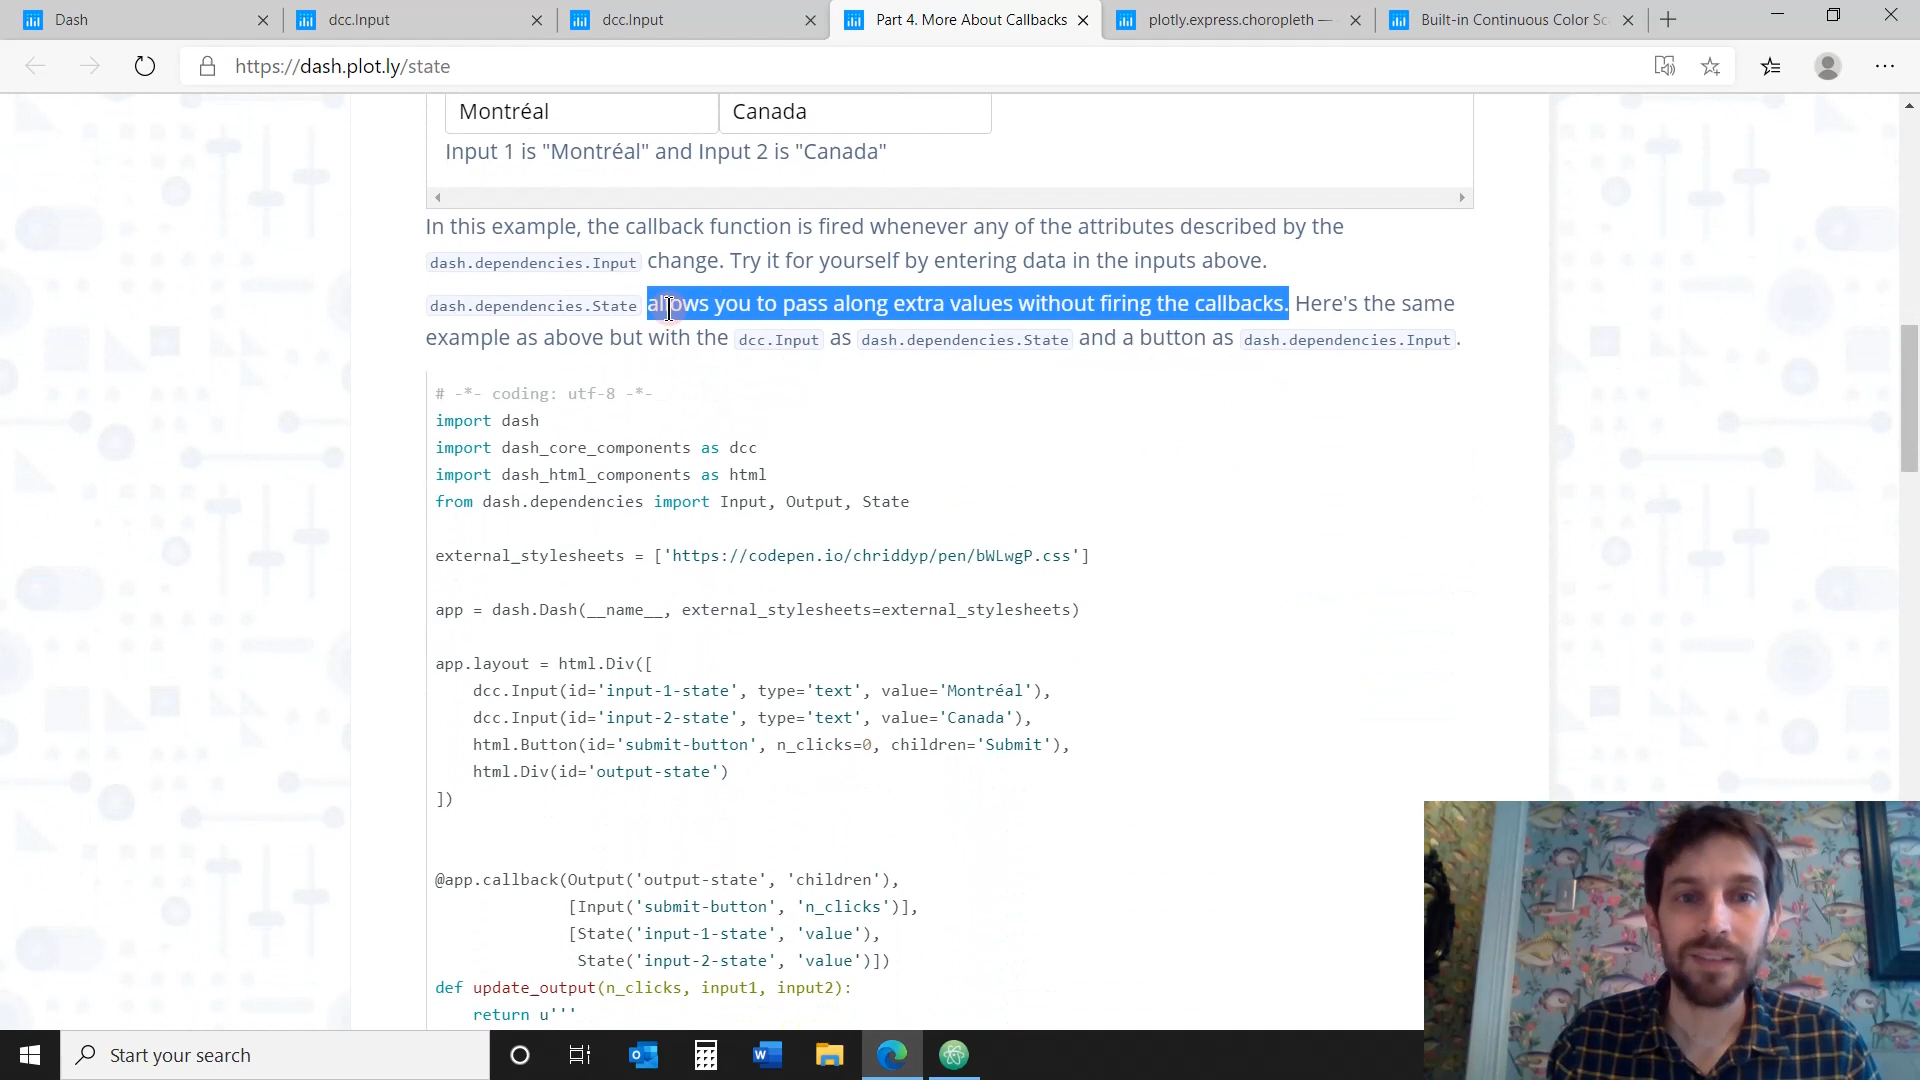 Dash
dcc.Input
dcc.Input
Part 4. More About Callbacks
plotly.express.choropleth —
Built-in Continuous Color Sc
https://dash.plot.ly/state
Montréal
Canada
Input 1 is "Montréal" and Input 2 is "Canada"
In this example, the callback function is fired whenever any of the attributes described by the
dash.dependencies.Input change. Try it for yourself by entering data in the inputs above.
dash.dependencies.State allows you to pass along extra values without firing the callbacks. Here's the same
example as above but with the dcc.Input as dash.dependencies.State and a button as dash.dependencies.Input.
# -*- coding: utf-8 -*-
import dash
import dash_core_components as dcc
import dash_html_components as html
from dash.dependencies import Input, Output, State
external_stylesheets = ['https://codepen.io/chriddyp/pen/bWLwgP.css']
app = dash.Dash(__name__, external_stylesheets=external_stylesheets)
app.layout = html.Div([
    dcc.Input(id='input-1-state', type='text', value='Montréal'),
    dcc.Input(id='input-2-state', type='text', value='Canada'),
    html.Button(id='submit-button', n_clicks=0, children='Submit'),
    html.Div(id='output-state')
])
@app.callback(Output('output-state', 'children'),
              [Input('submit-button', 'n_clicks')],
              [State('input-1-state', 'value'),
               State('input-2-state', 'value')])
def update_output(n_clicks, input1, input2):
    return u'''
Start your search